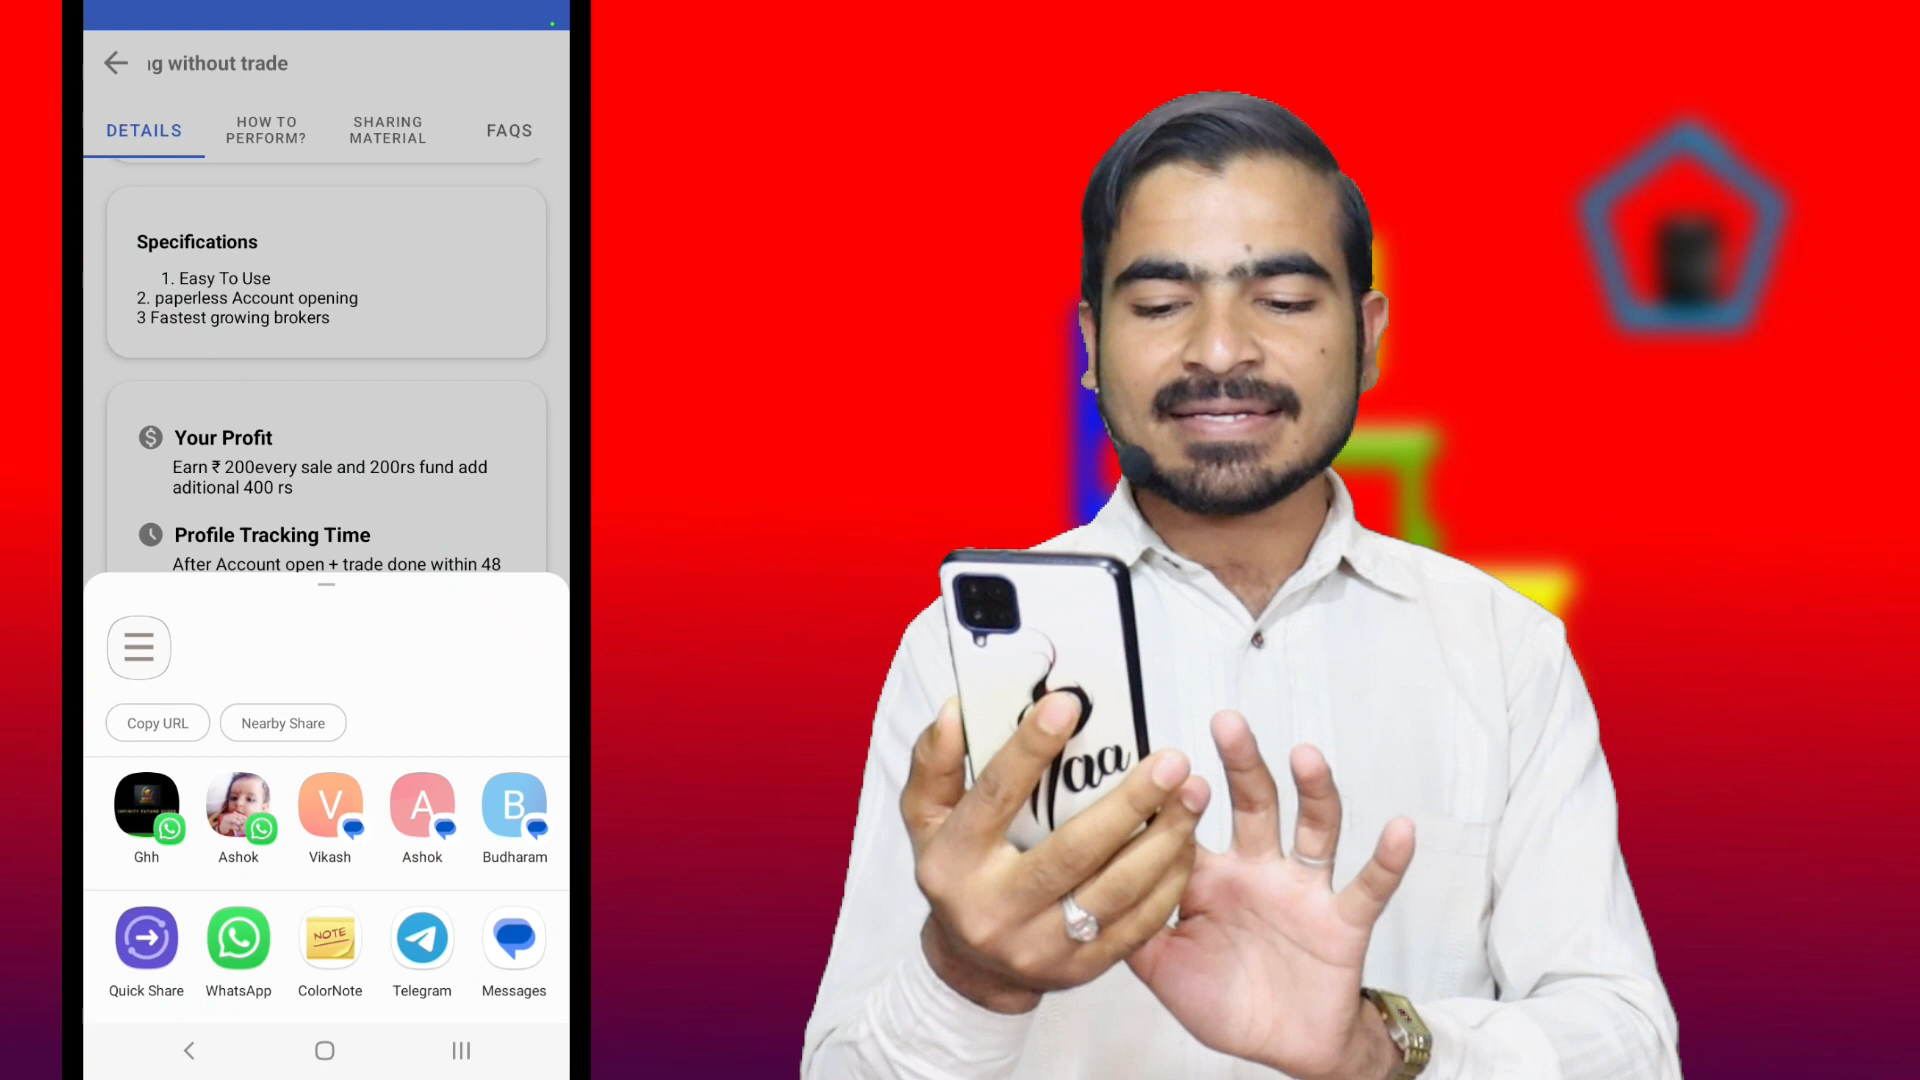 ıg without trade
DETAILS
HOW TO
PERFORM?
SHARING
MATERIAL
FAQS
Specifications
1. Easy To Use
2. paperless Account opening
3 Fastest growing brokers
Your Profit
Earn ₹ 200every sale and 200rs fund add
aditional 400 rs
Profile Tracking Time
After Account open + trade done within 48
Copy URL
Nearby Share
V
A
B
Ghh
Ashok
Vikash
Ashok
Budharam
NOTE
Quick Share
WhatsApp
ColorNote
Telegram
Messages
Maa